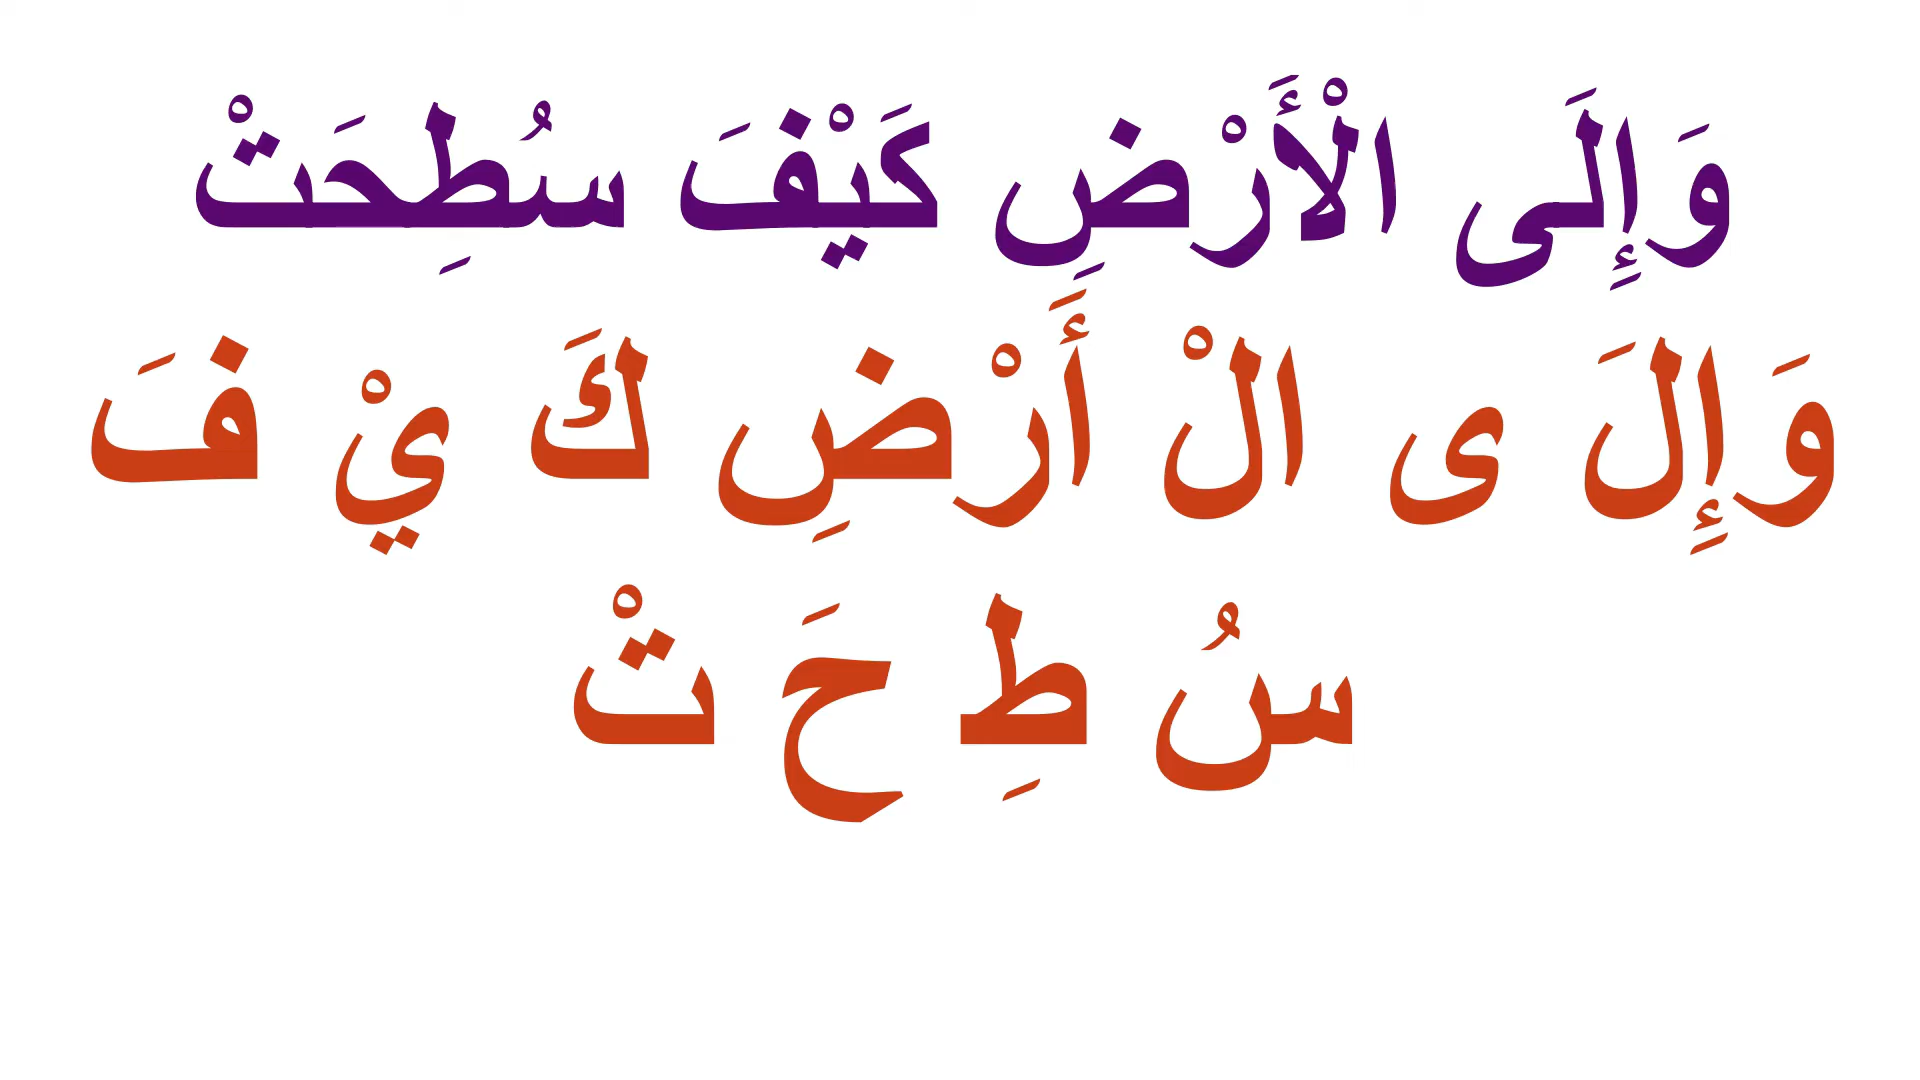 وَإِلَى الْأَرْضِ كَيْفَ سُطِحَتْ
وَإِلَ ى الْ أَرْضِ كَ يْ فَ
سُ طِ حَ تْ